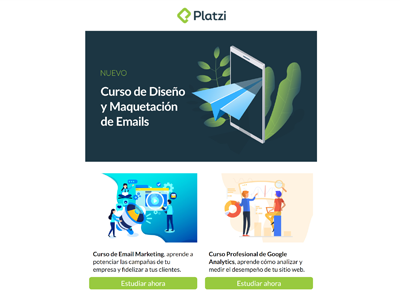 Platzi
NUEVO
Curso de Diseño
y Maquetación
de Emails
Curso de Email Marketing, aprende a
potenciar las campañas de tu
empresa y fidelizar a tus clientes.
Estudiar ahora
Curso Profesional de Google
Analytics, aprende cómo analizar y
medir el desempeño de tu sitio web.
Estudiar ahora